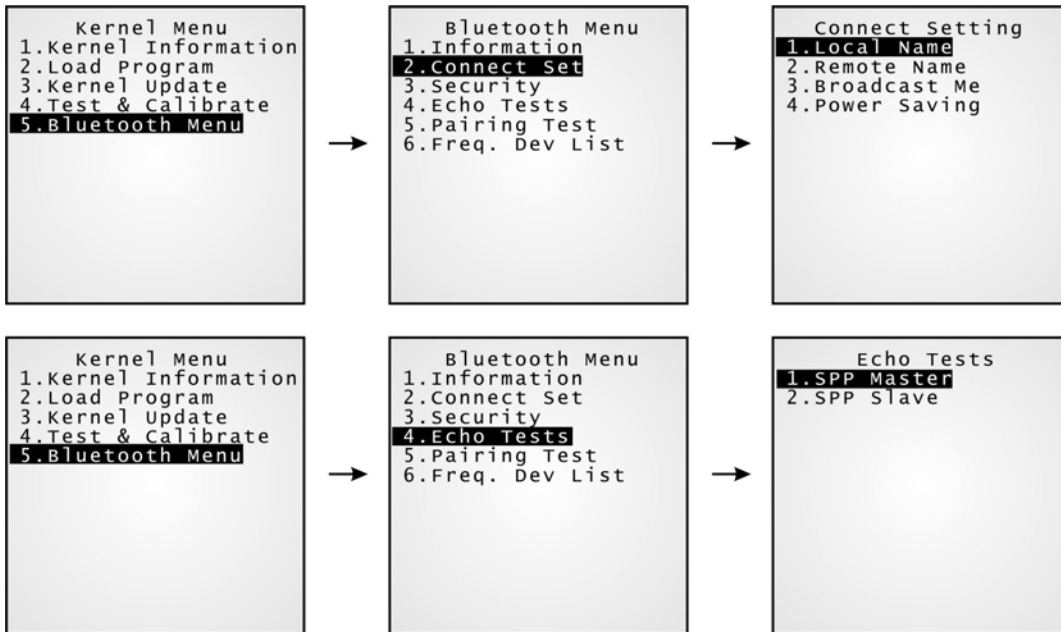 Kernel Menu
1.Kernel Information
2.Load Program
3.Kernel Update
4.Test & Calibrate
5.Bluetooth Menu
Bluetooth Menu
1.Information
2.Connect Set
3.Security
4.Echo Tests
5.Pairing Test
6.Freq. Dev List
Connect Setting
1.Local Name
2.Remote Name
3.Broadcast Me
4.Power Saving
Kernel Menu
1.Kernel Information
2.Load Program
3.Kernel Update
4.Test & Calibrate
5.Bluetooth Menu
Bluetooth Menu
1.Information
2.Connect Set
3.Security
4.Echo Tests
5.Pairing Test
6.Freq. Dev List
Echo Tests
1.SPP Master
2.SPP Slave